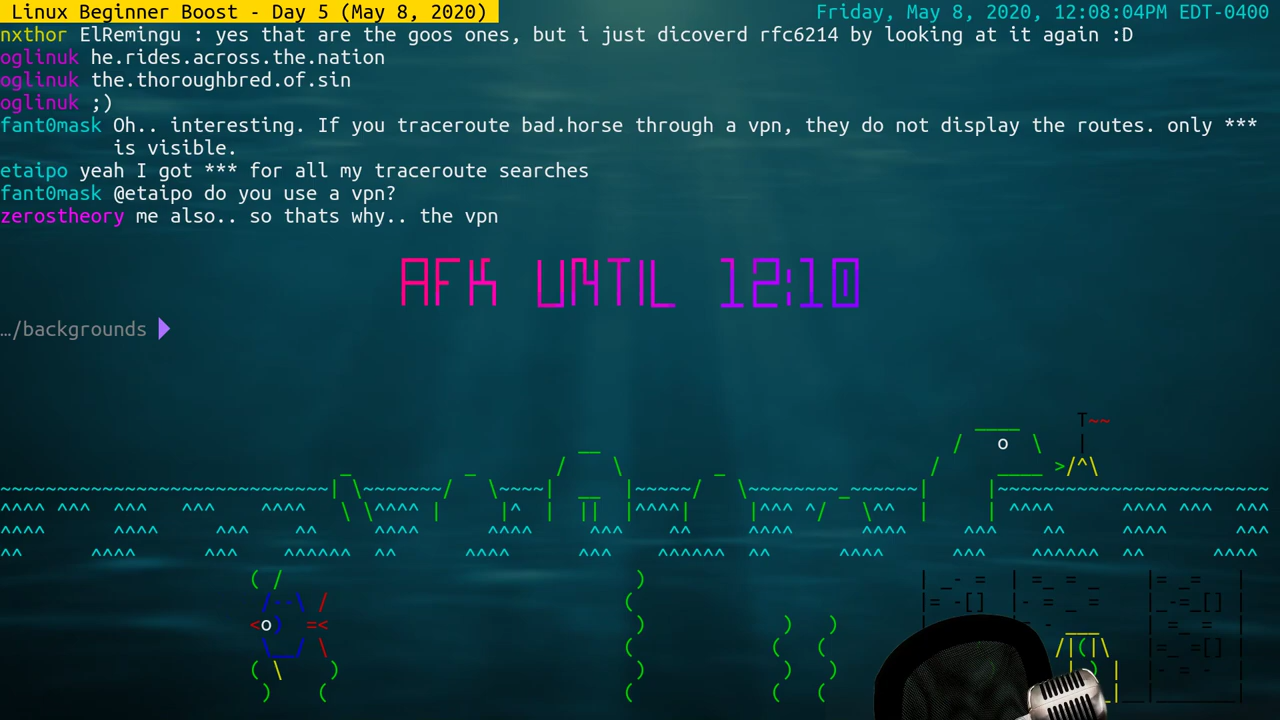 Linux Beginner Boost - Day 5 (May 8, 2020)
Friday, May 8, 2020, 12:08:04PM EDT-0400
nxthor ElRemingu : yes that are the goos ones, but i just dicoverd rfc6214 by looking at it again :D
oglinuk he.rides.across.the.nation
oglinuk the.thoroughbred.of.sin
oglinuk ;)
fant0mask Oh.. interesting. If you traceroute bad.horse through a vpn, they do not display the routes. only ***
is visible.
etaipo yeah I got *** for all my traceroute searches
fant0mask @etaipo do you use a vpn?
zerostheory me also.. so thats why.. the vpn
AFK UNTIL 12:10
…/backgrounds